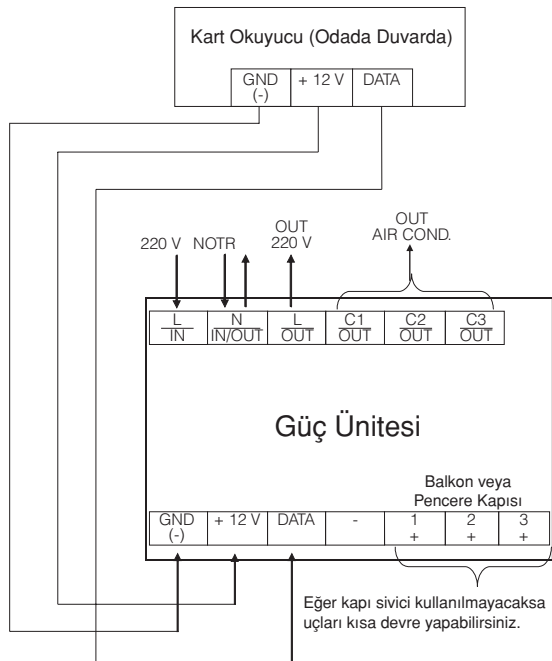 Kart Okuyucu (Odada Duvarda)
GND + 12 V DATA
(-)
OUT OUT
220 V NOTR 220 V AIR COND.
L N L C1 C2 C3
IN IN/OUT OUT OUT OUT OUT
Güç Ünitesi
Balkon veya
Pencere Kapısı
GND + 12 V DATA - 1 2 3
(-) + + +
Eğer kapı sivici kullanılmayacaksa
uçları kısa devre yapabilirsiniz.